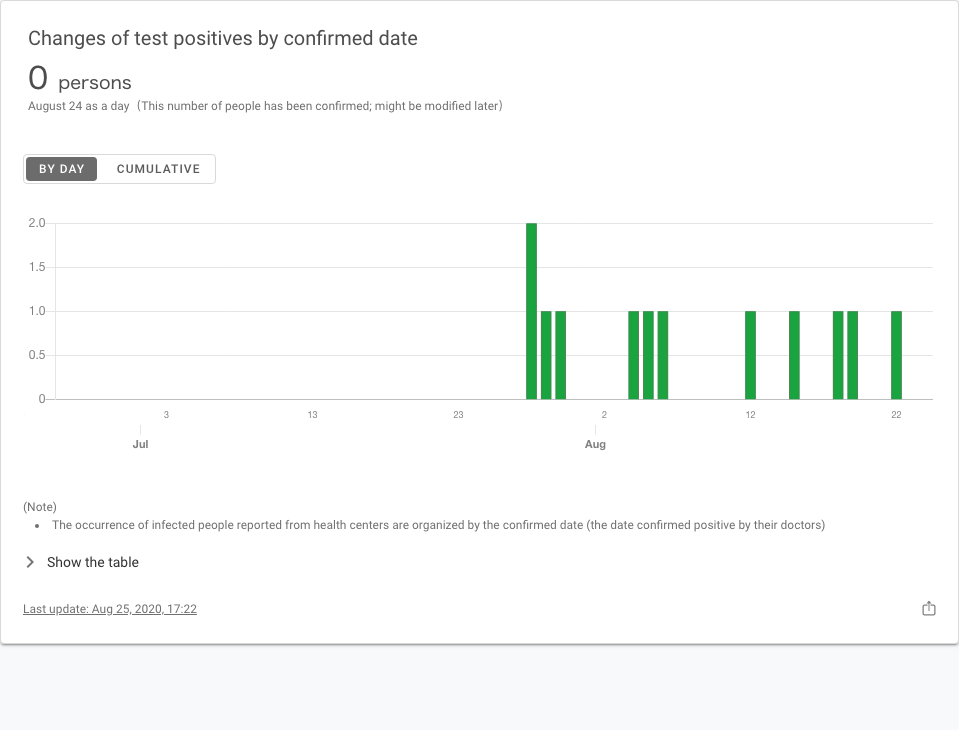 Changes of test positives by confirmed date
0 persons
August 24 as a day（This number of people has been confirmed; might be modified later）
BY DAY CUMULATIVE
2.0
1.5
1.0
0.5
0
3 13 23 2 12 22
Jul Aug
(Note)
• The occurrence of infected people reported from health centers are organized by the confirmed date (the date confirmed positive by their doctors)
Show the table
Last update: Aug 25, 2020, 17:22